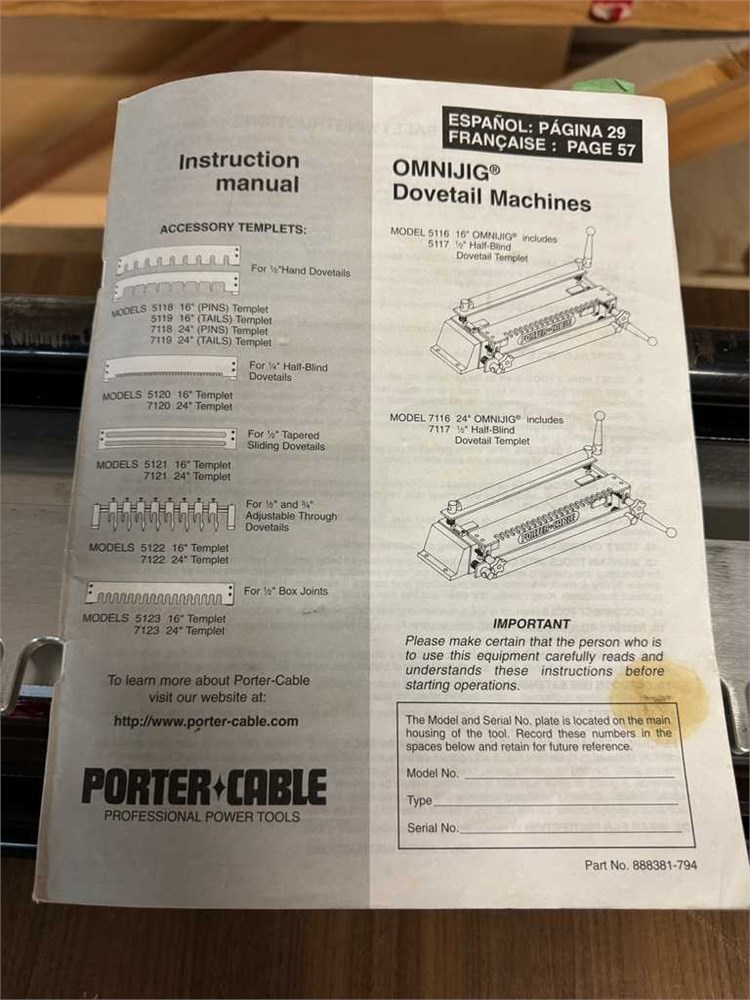 Instruction
manual
ACCESSORY TEMPLETS:
For ½"Hand Dovetails
MODELS 5118 16" (PINS) Templet
5119 16" (TAILS) Templet
7118 24" (PINS) Templet
7119 24" (TAILS) Templet
For ¼" Half-Blind
Dovetails
MODELS 5120 16" Templet
7120 24" Templet
For ½" Tapered
Sliding Dovetails
MODELS 5121 16" Templet
7121 24" Templet
For ½" and ¾"
Adjustable Through
Dovetails
MODELS 5122 16" Templet
7122 24" Templet
For ½" Box Joints
MODELS 5123 16" Templet
7123 24" Templet
To learn more about Porter-Cable
visit our website at:
http://www.porter-cable.com
PORTER CABLE
PROFESSIONAL POWER TOOLS
ESPAÑOL: PÁGINA 29
FRANÇAISE : PAGE 57
OMNIJIG®
Dovetail Machines
MODEL 5116 16" OMNIJIG® includes
5117 ½" Half-Blind
Dovetail Templet
PORTER-CABLE
MODEL 7116 24" OMNIJIG® includes
7117 ½" Half-Blind
Dovetail Templet
PORTER-CABLE
IMPORTANT
Please make certain that the person who is
to use this equipment carefully reads and
understands these instructions before
starting operations.
The Model and Serial No. plate is located on the main
housing of the tool. Record these numbers in the
spaces below and retain for future reference.
Model No.
Type
Serial No.
Part No. 888381-794